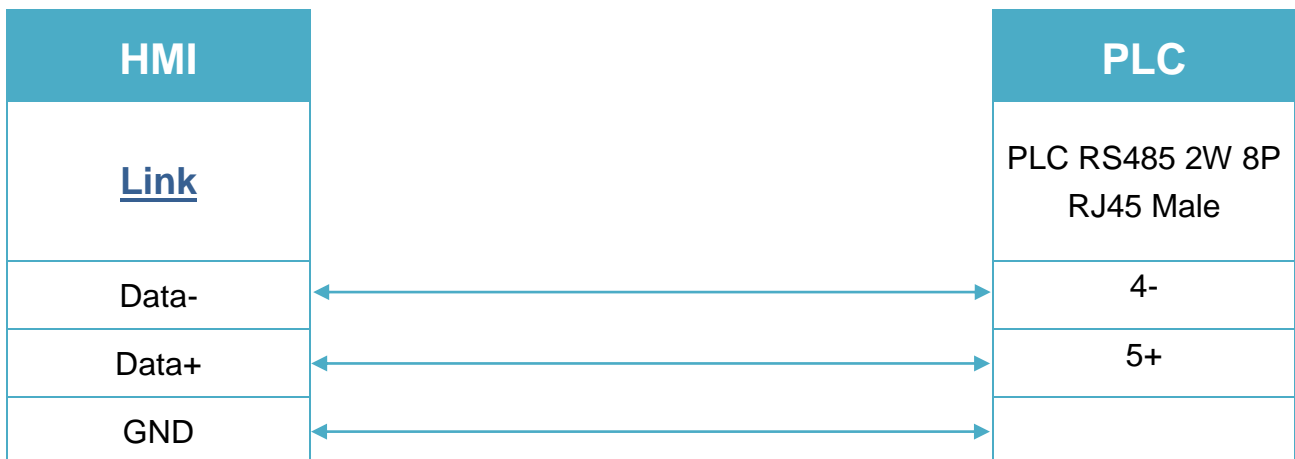 HMI PLC
Link
PLC RS485 2W 8P
RJ45 Male
Data- 4-
Data+ 5+
GND